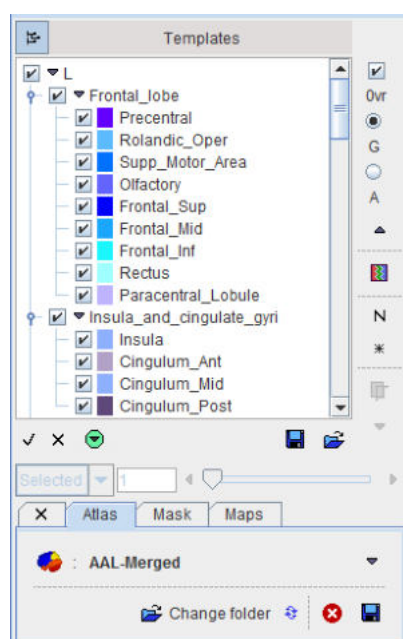 Templates
L
Frontal_lobe
Precentral
Rolandic_Oper
Supp_Motor_Area
Olfactory
Frontal_Sup
Frontal_Mid
Frontal_Inf
Rectus
Paracentral_Lobule
Insula_and_cingulate_gyri
Insula
Cingulum_Ant
Cingulum_Mid
Cingulum_Post
Ovr
G
A
N
Selected 1
Atlas Mask Maps
: AAL-Merged
Change folder